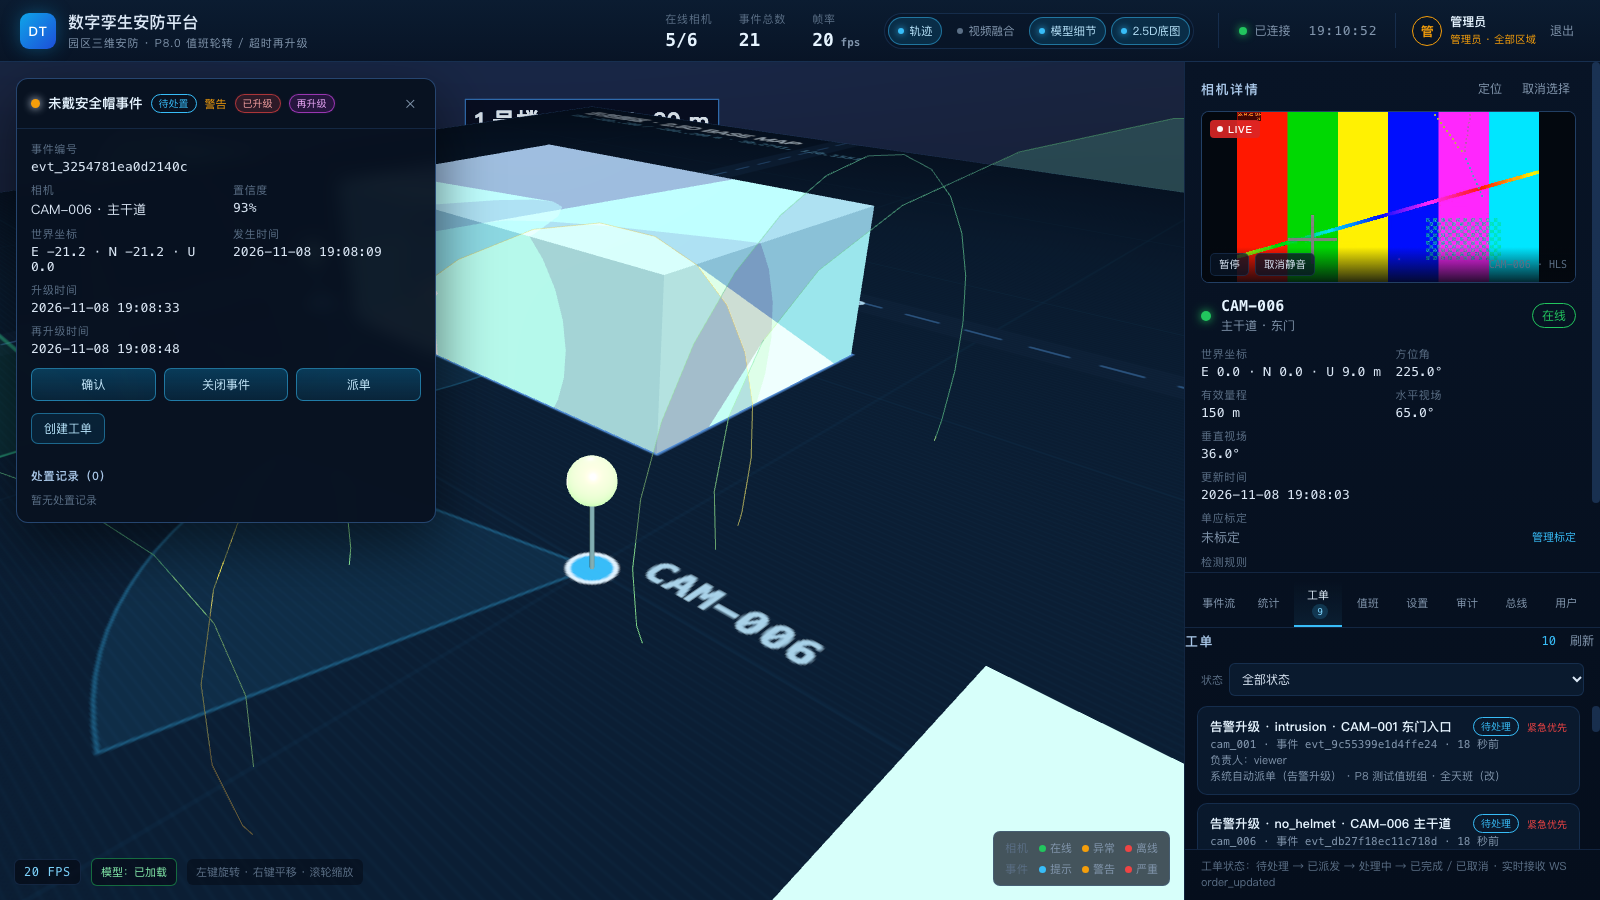 DT
数字孪生安防平台
园区三维安防 · P8.0 值班轮转 / 超时再升级
在线相机
5/6
事件总数
21
帧率
20 fps
轨迹
视频融合
模型细节
2.5D底图
已连接
19:10:52
管
管理员
管理员 · 全部区域
退出
未戴安全帽事件
待处置
警告
已升级
再升级
×
事件编号
evt_3254781ea0d2140c
相机
CAM-006 · 主干道
置信度
93%
世界坐标
E -21.2 · N -21.2 · U
0.0
发生时间
2026-11-08 19:08:09
升级时间
2026-11-08 19:08:33
再升级时间
2026-11-08 19:08:48
确认
关闭事件
派单
创建工单
处置记录 (0)
暂无处置记录
2.5D BASE MAP
CAM-006
20 FPS
模型: 已加载
左键旋转 · 右键平移 · 滚轮缩放
相机
在线
异常
离线
事件
提示
警告
严重
相机详情
定位
取消选择
LIVE
暂停
取消静音
HLS
CAM-006
主干道 · 东门
在线
世界坐标
E 0.0 · N 0.0 · U 9.0 m
方位角
225.0°
有效量程
150 m
水平视场
65.0°
垂直视场
36.0°
更新时间
2026-11-08 19:08:03
单应标定
未标定
管理标定
检测规则
事件流
统计
工单
9
值班
设置
审计
总线
用户
工单
10
刷新
状态
全部状态
告警升级 · intrusion · CAM-001 东门入口
待处理
紧急优先
cam_001 · 事件 evt_9c55399e1d4ffe24 · 18 秒前
负责人: viewer
系统自动派单（告警升级） · P8 测试值班组 · 全天班（改）
告警升级 · no_helmet · CAM-006 主干道
待处理
紧急优先
cam_006 · 事件 evt_db27f18ec11c718d · 18 秒前
工单状态: 待处理 → 已派发 → 处理中 → 已完成 / 已取消 · 实时接收 WS
order_updated